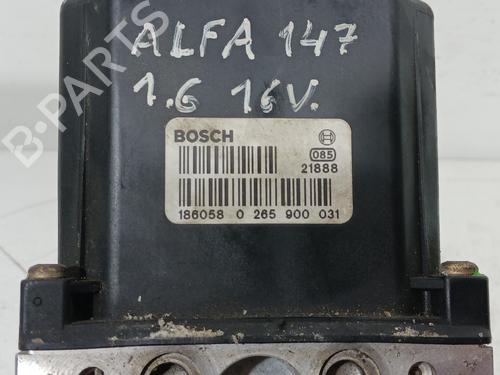 ALFA 147
1.6 16V.
BOSCH
085
21888
186058 0 265 900 031
B-PARTS